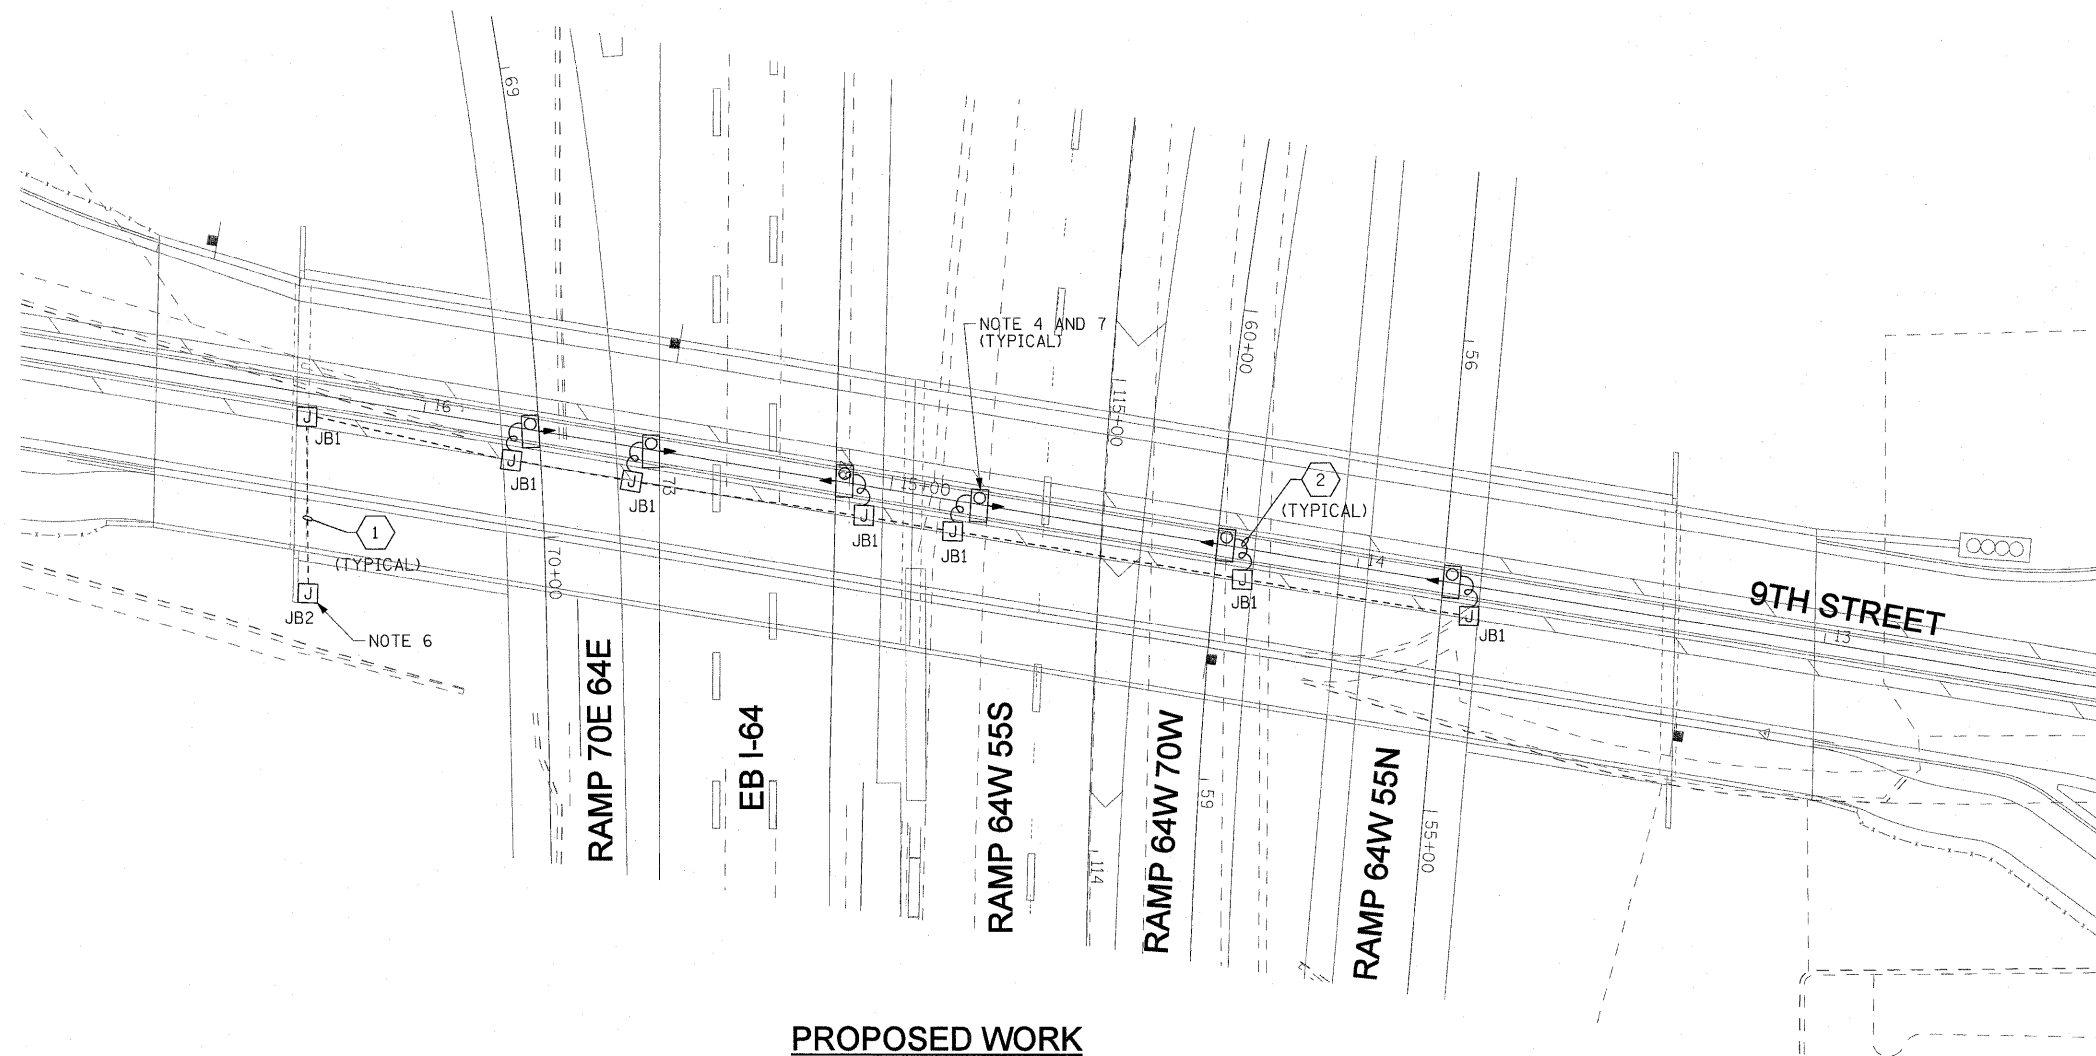 69
NOTE 4 AND 7
(TYPICAL)
60+00
56
115+00
16
JB1
JB1
JB1
73
JB1
15+00
JB1
2
(TYPICAL)
14
JB1
JB1
1
(TYPICAL)
70+00
JB2
NOTE 6
9TH STREET
13
RAMP 70E 64E
EB I-64
RAMP 64W 55S
RAMP 64W 70W
RAMP 64W 55N
59
55+00
114
J
J
J
J
J
J
J
J
PROPOSED WORK